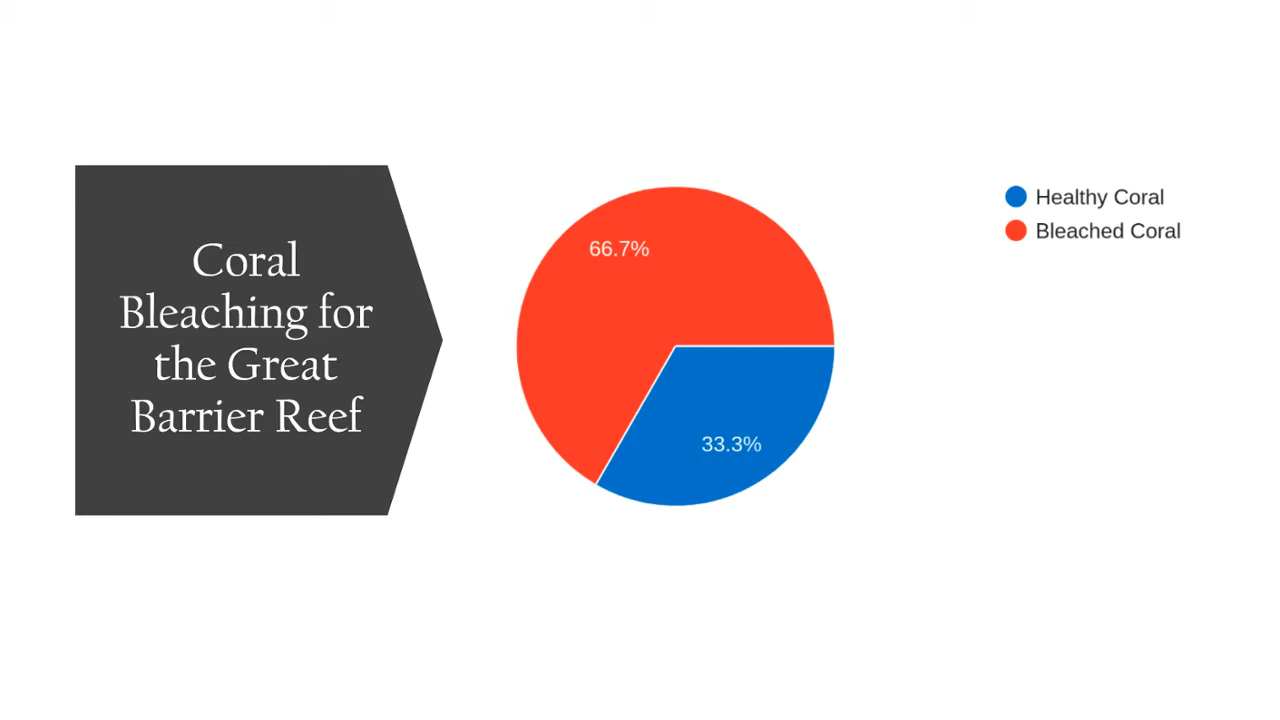 Coral
Bleaching for
the Great
Barrier Reef
66.7%
33.3%
Healthy Coral
Bleached Coral